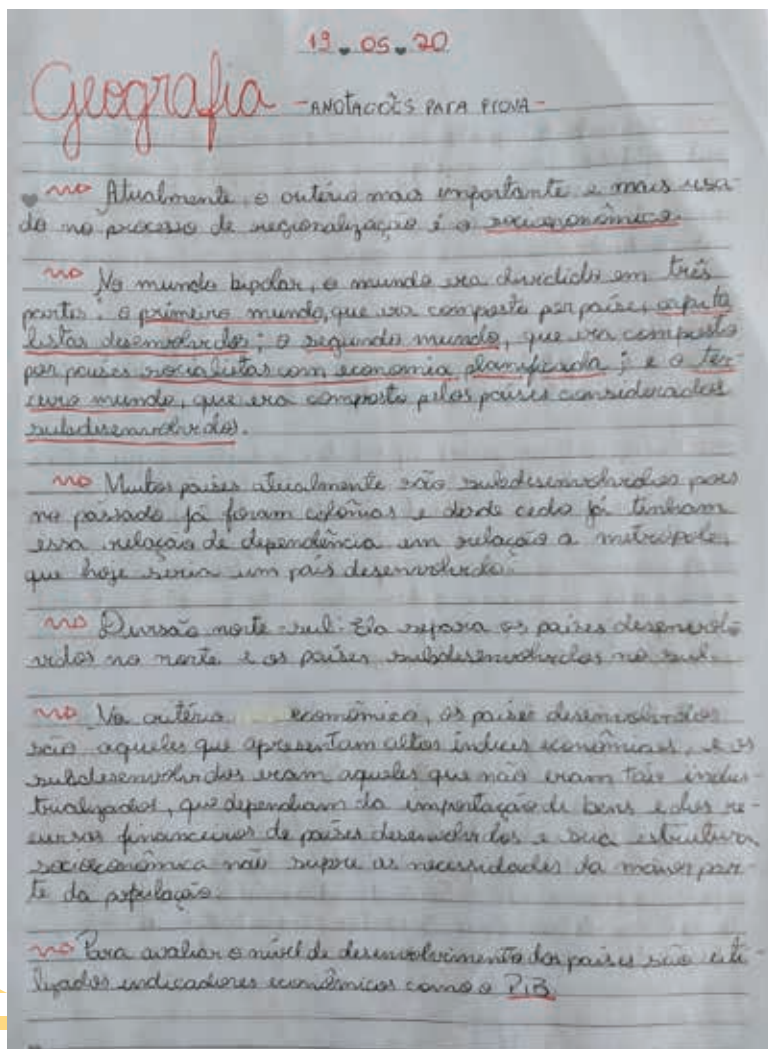 19.05.20
Geografia - ANOTAÇÕES PARA PROVA -
Atualmente, o critério mais importante e mais usa-
do no processo de regionalização é o socioeconômico.
No mundo bipolar, o mundo era dividido em três
partes: o primeiro mundo, que era composto por países capita
listas desenvolvidos; o segundo mundo, que era composto
por países socialistas com economia planificada; e o ter-
ceiro mundo, que era composto pelos países considerados
subdesenvolvidos.
Muitos países atualmente são subdesenvolvidos pois
no passado já foram colônias e desde cedo já tinham
essa relação de dependência em relação a metrópole,
que hoje seria um país desenvolvido.
Divisão norte-sul: Ela separa os países desenvol
vidos no norte e os países subdesenvolvidos no sul.
No critério econômico, os países desenvolvidos
são aqueles que apresentam altos índices econômicos, e os
subdesenvolvidos eram aqueles que não eram tão indus-
trializados, que dependiam da importação de bens e dos re-
cursos financeiros de países desenvolvidos e sua estrutura
socioeconômica não supre as necessidades da maior par-
te da população.
Para avaliar o nível de desenvolvimento dos países são uti-
lizados indicadores econômicos como o PIB